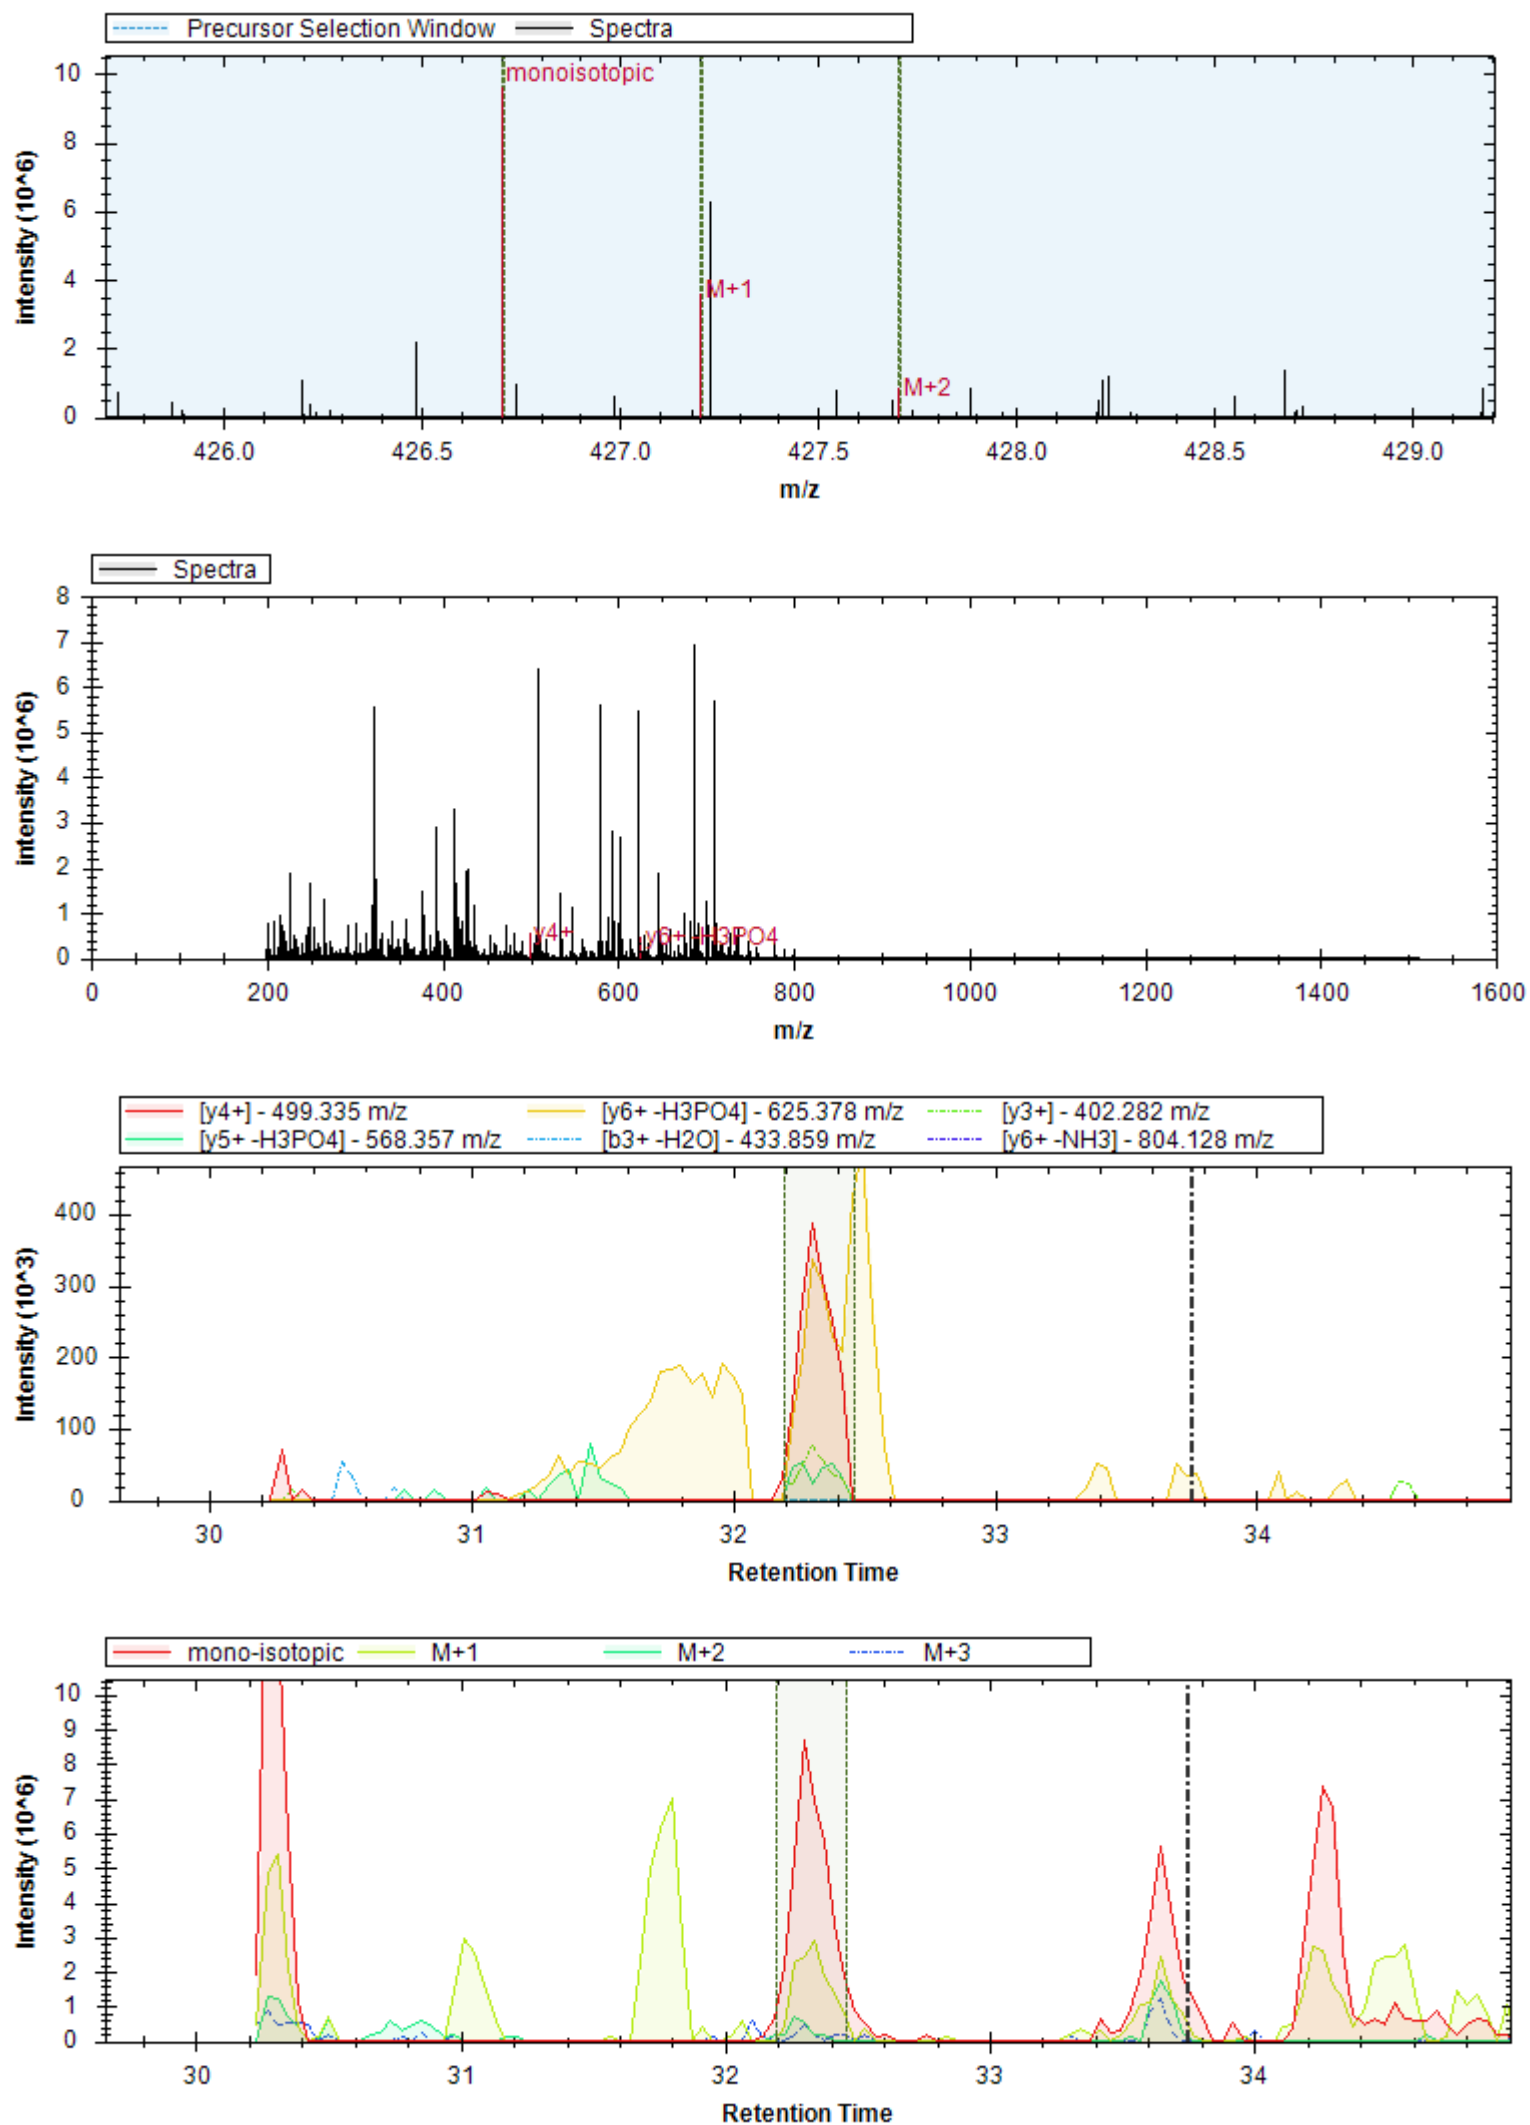 Precursor Selection Window Spectra
10
8
6
4
2
0
intensity (10^6)
monoisotopic
M+1
M+2
426.0 426.5 427.0 427.5 428.0 428.5 429.0
m/z
Spectra
8
7
6
5
4
3
2
1
0
intensity (10^6)
y4+ y6+ -H3PO4
0 200 400 600 800 1000 1200 1400 1600
m/z
[y4+] - 499.335 m/z [y6+ -H3PO4] - 625.378 m/z [y3+] - 402.282 m/z
[y5+ -H3PO4] - 568.357 m/z [b3+ -H2O] - 433.859 m/z [y6+ -NH3] - 804.128 m/z
400
300
200
100
0
Intensity (10^3)
30 31 32 33 34
Retention Time
mono-isotopic M+1 M+2 M+3
10
9
8
7
6
5
4
3
2
1
0
Intensity (10^6)
30 31 32 33 34
Retention Time